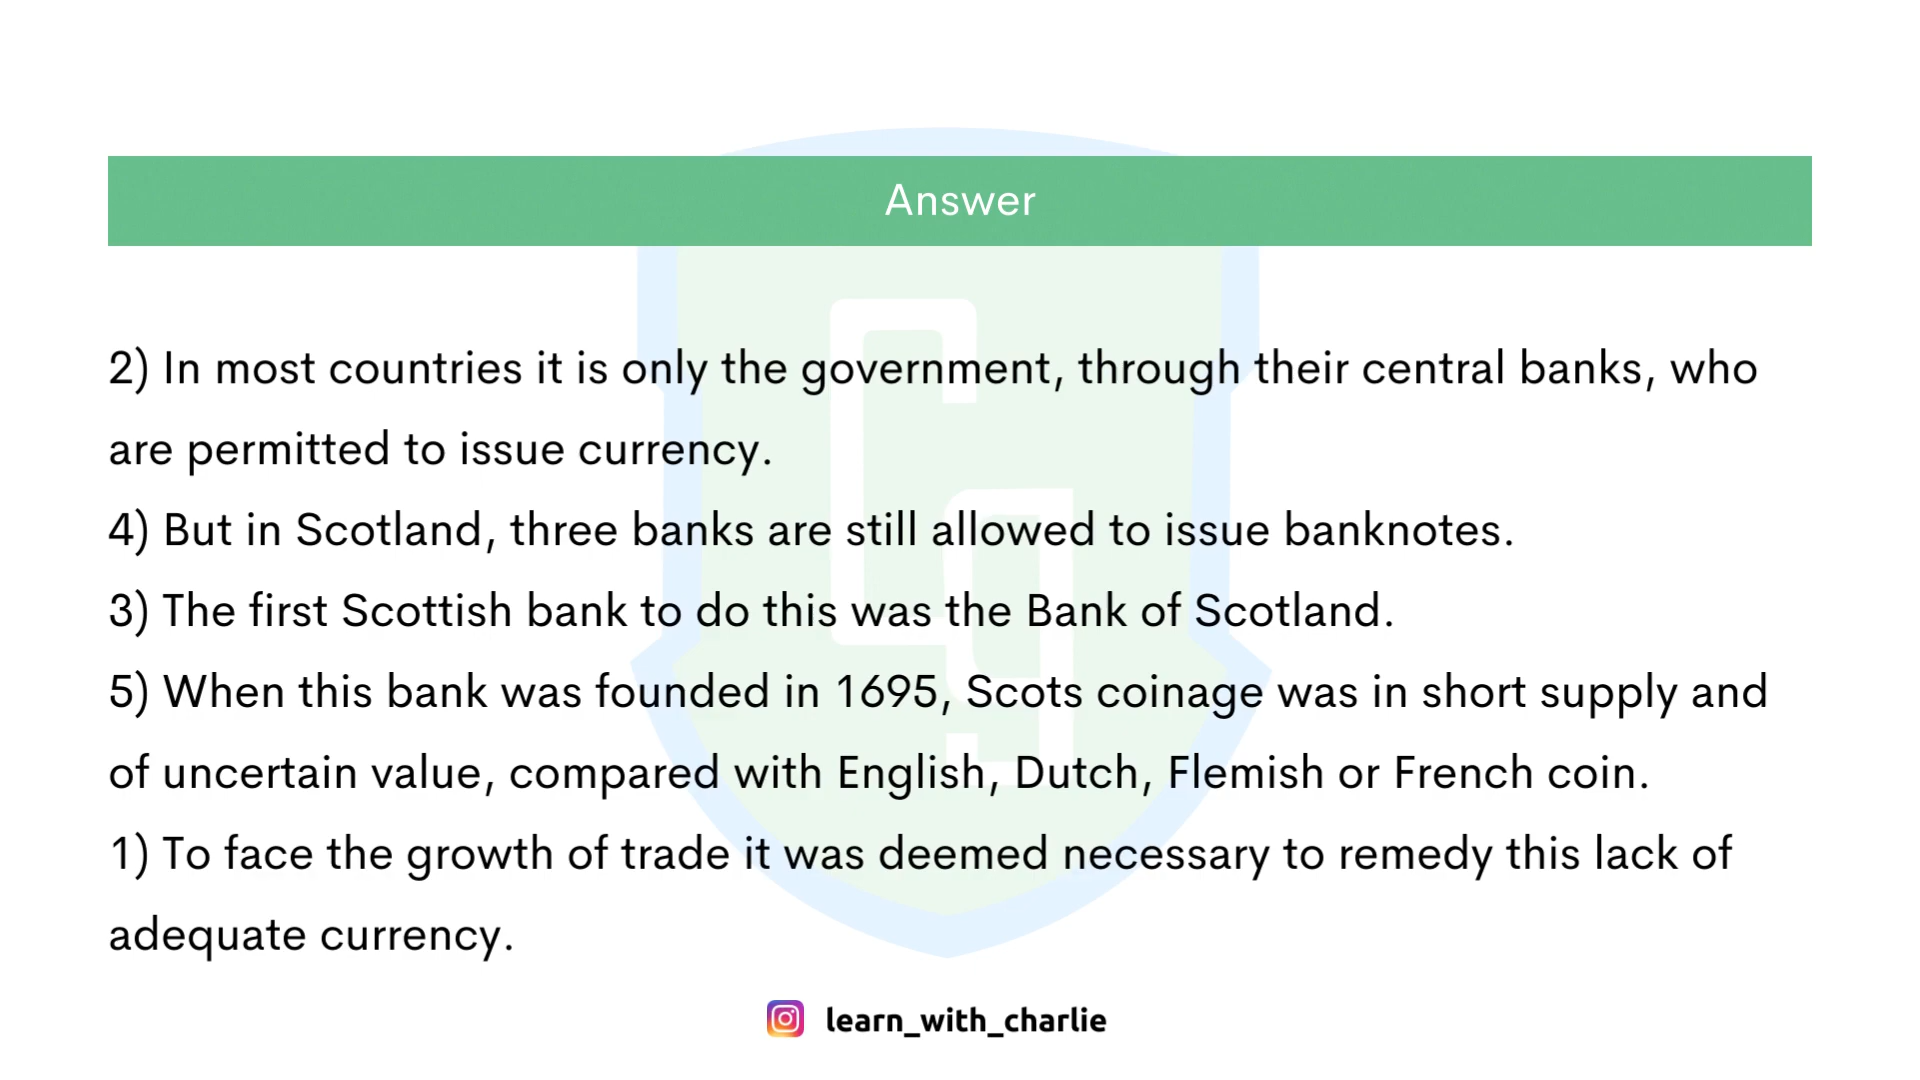 Answer
2) In most countries it is only the government, through their central banks, who
are permitted to issue currency.
4) But in Scotland, three banks are still allowed to issue banknotes.
3) The first Scottish bank to do this was the Bank of Scotland.
5) When this bank was founded in 1695, Scots coinage was in short supply and
of uncertain value, compared with English, Dutch, Flemish or French coin.
1) To face the growth of trade it was deemed necessary to remedy this lack of
adequate currency.
learn_with_charlie